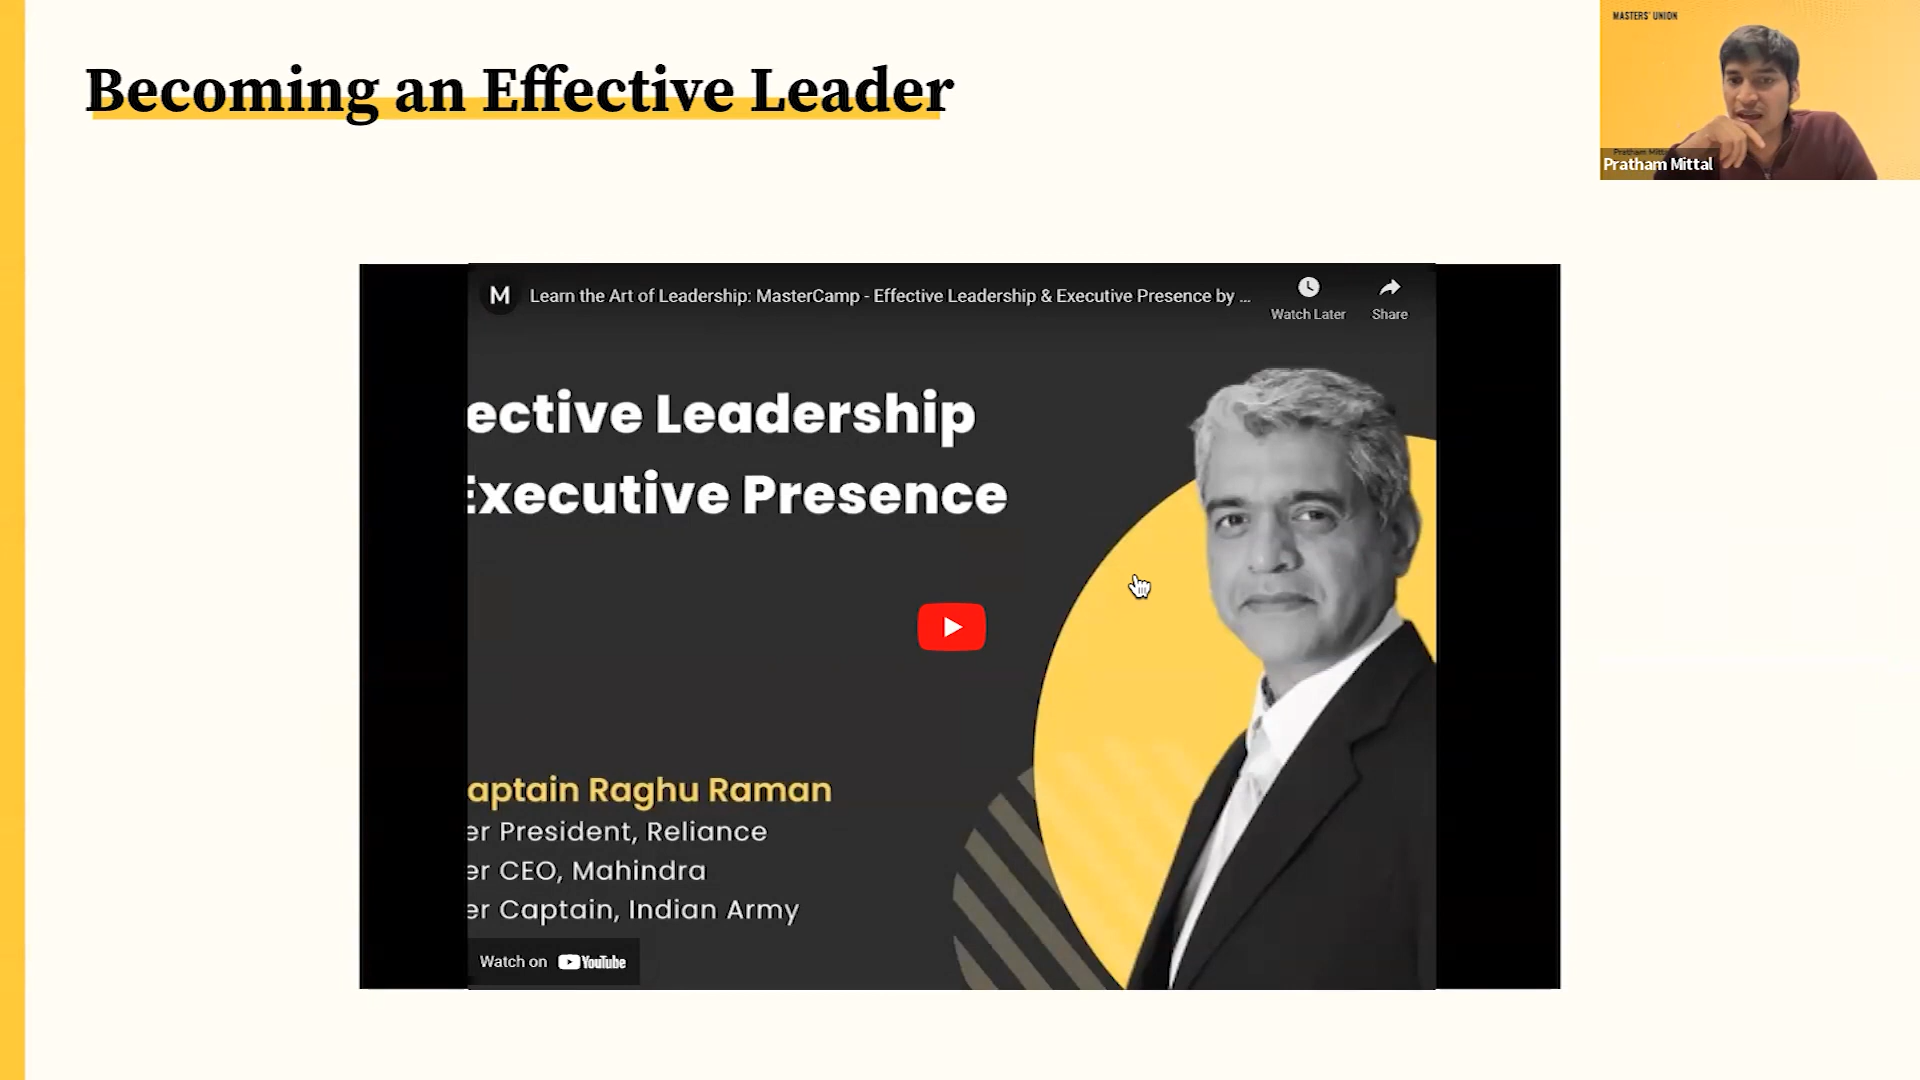 Becoming an Effective Leader
MASTERS' UNION
Pratham Mittal
M Learn the Art of Leadership: MasterCamp - Effective Leadership & Executive Presence by ...
Watch Later
Share
ective Leadership
Executive Presence
aptain Raghu Raman
er President, Reliance
er CEO, Mahindra
er Captain, Indian Army
Watch on YouTube